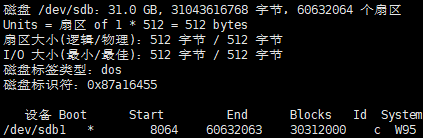 磁盘 /dev/sdb：31.0 GB, 31043616768 字节，60632064 个扇区
Units = 扇区 of 1 * 512 = 512 bytes
扇区大小(逻辑/物理)：512 字节 / 512 字节
I/O 大小(最小/最佳)：512 字节 / 512 字节
磁盘标签类型：dos
磁盘标识符：0x87a16455
设备 Boot Start End Blocks Id System
/dev/sdb1 * 8064 60632063 30312000 c W95